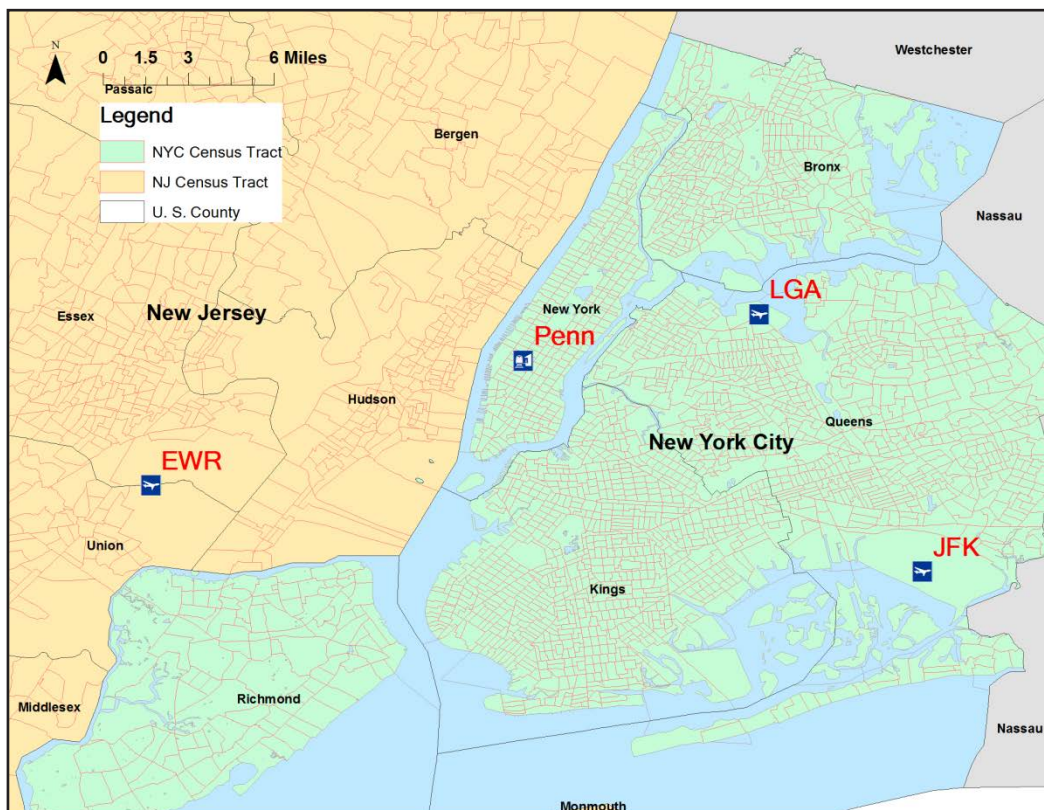 Westchester
N
0 1.5 3 6 Miles
Passaic
Legend
NYC Census Tract
NJ Census Tract
U. S. County
Bergen
Bronx
Nassau
LGA
New York
Penn
Essex
New Jersey
Hudson
Queens
New York City
EWR
Union
JFK
Kings
Richmond
Middlesex
Nassau
Monmouth